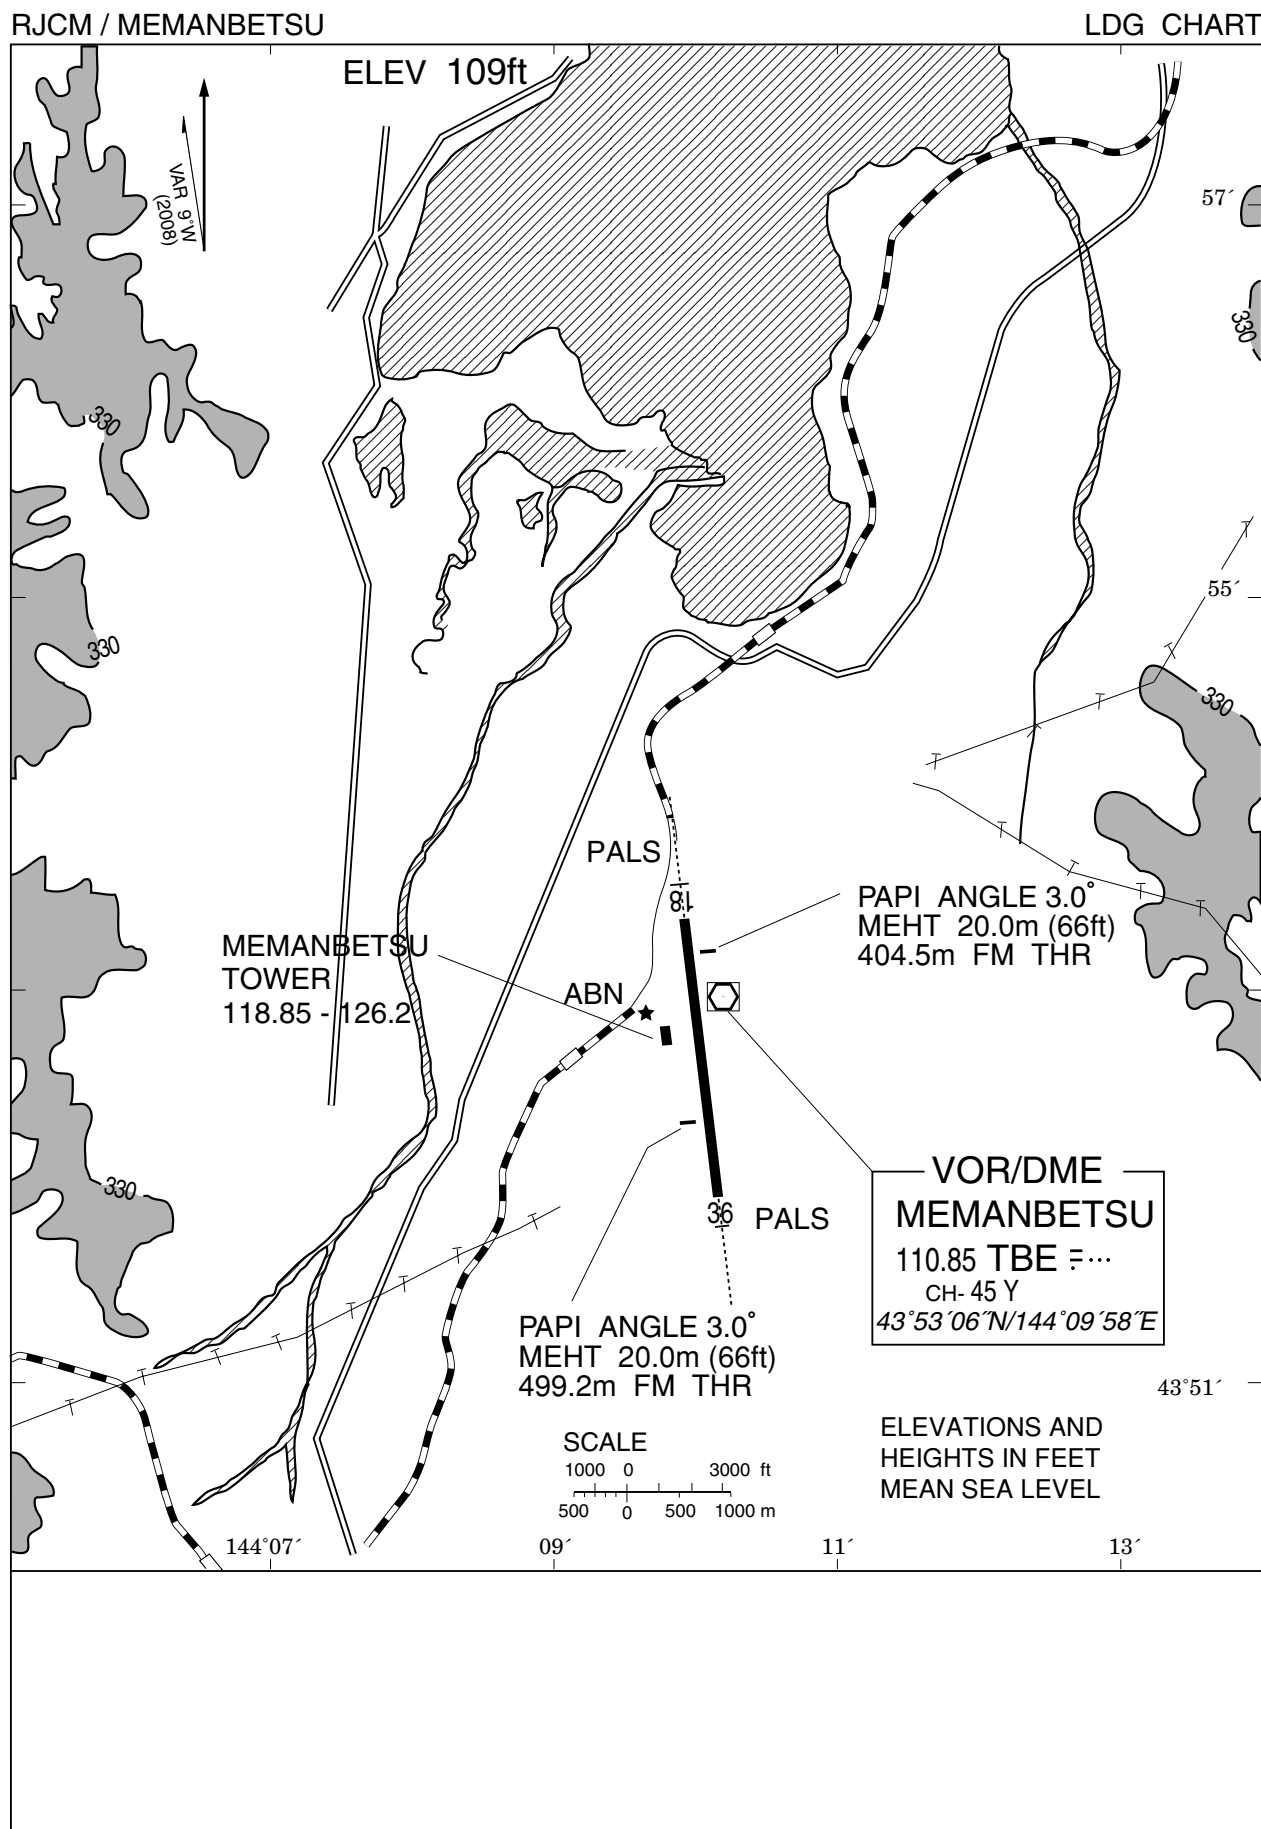 RJCM / MEMANBETSU
LDG CHART
ELEV 109ft
VAR 9°W
(2008)
57´
330
330
55´
330
330
PALS
18
PAPI ANGLE 3.0°
MEHT 20.0m (66ft)
404.5m FM THR
MEMANBETSU
TOWER
118.85 - 126.2
ABN
VOR/DME
MEMANBETSU
110.85 TBE
CH- 45 Y
43°53´06˝N/144°09´58˝E
330
36
PALS
PAPI ANGLE 3.0°
MEHT 20.0m (66ft)
499.2m FM THR
43°51´
ELEVATIONS AND
HEIGHTS IN FEET
MEAN SEA LEVEL
SCALE
1000 0 3000 ft
500 0 500 1000 m
144°07´
09´
11´
13´